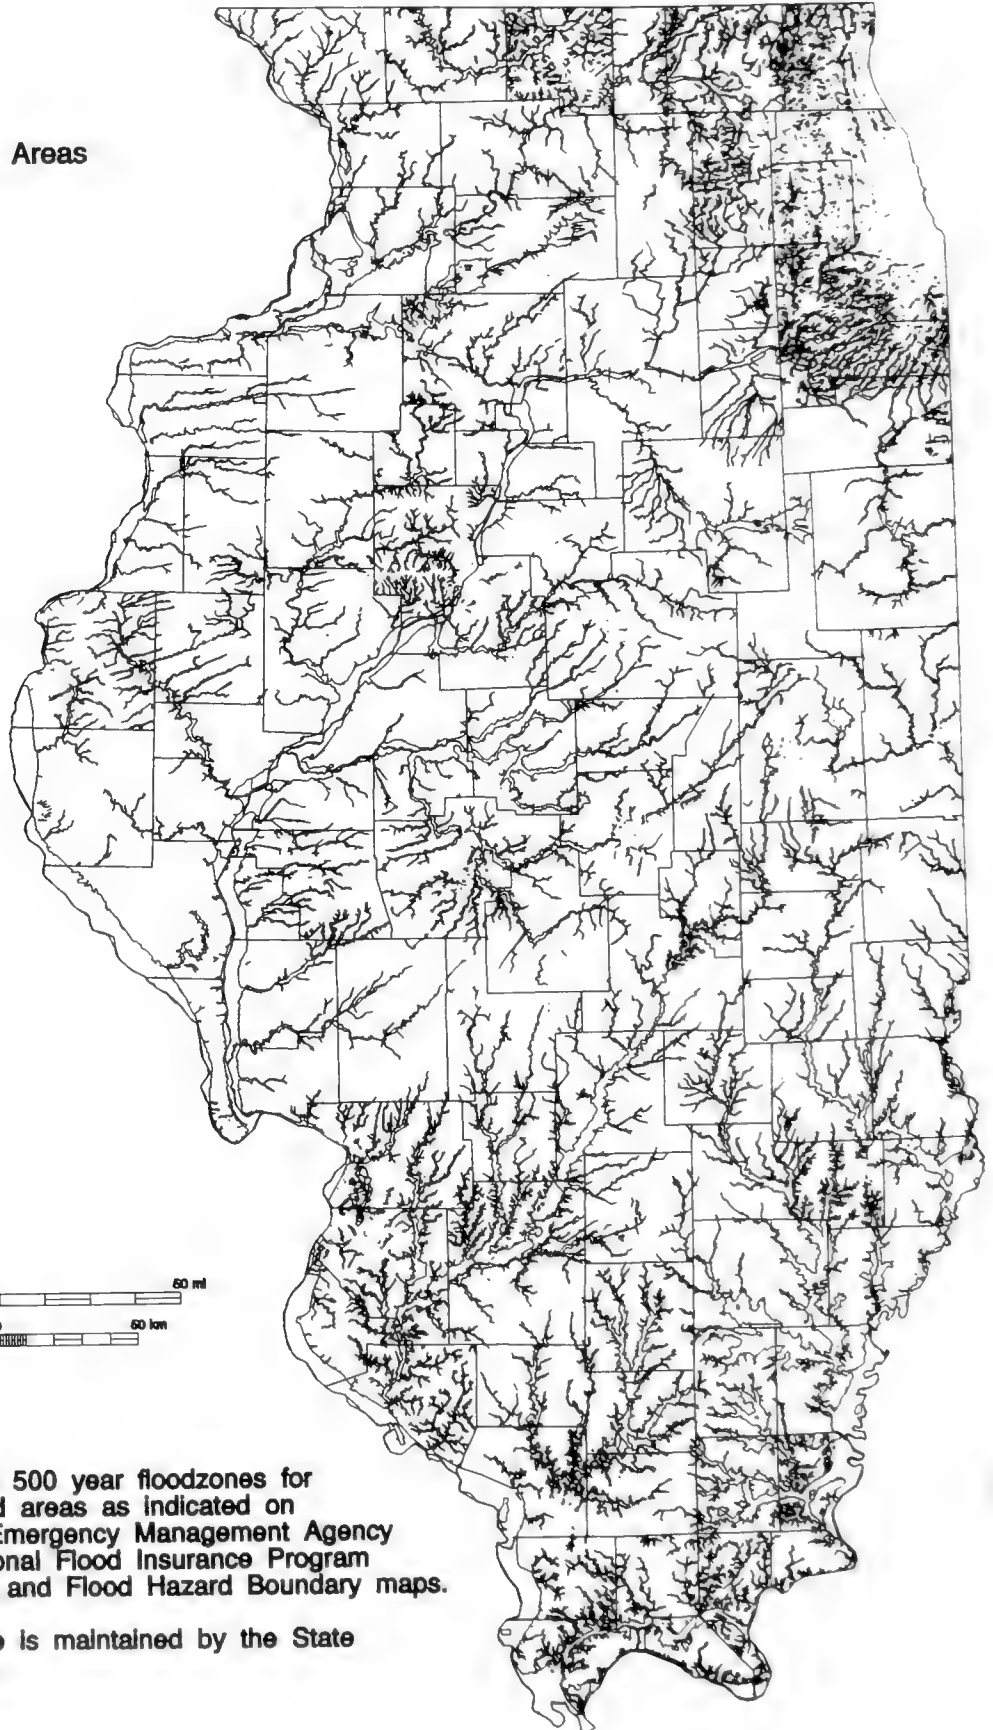 Areas
50 mi
50 km
500 year floodzones for
d areas as indicated on
Emergency Management Agency
onal Flood Insurance Program
and Flood Hazard Boundary maps.
e is maintained by the State